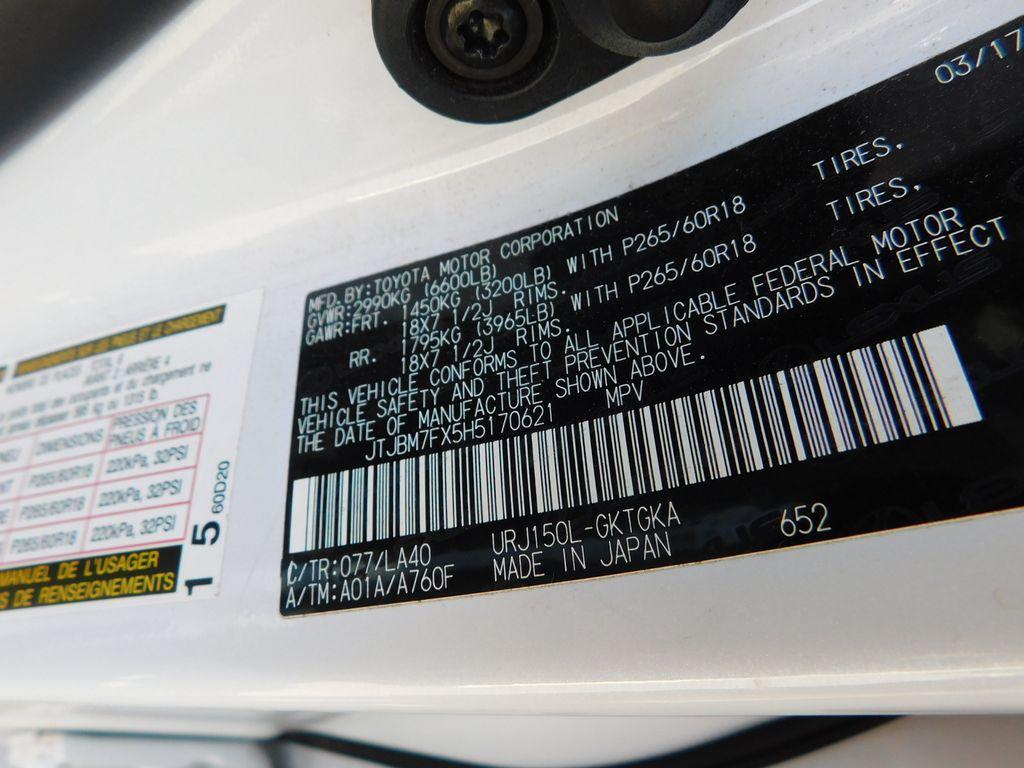 03/17
MFD.BY:TOYOTA MOTOR CORPORATION
GVWR:2990KG (6600LB)
GAWR:FRT. 1450KG (3200LB) WITH P265/60R18 TIRES,
18X7 1/2J RIMS.
RR. 1795KG (3965LB) WITH P265/60R18 TIRES,
18X7 1/2J RIMS.
THIS VEHICLE CONFORMS TO ALL APPLICABLE FEDERAL MOTOR
VEHICLE SAFETY AND THEFT PREVENTION STANDARDS IN EFFECT
THE DATE OF MANUFACTURE SHOWN ABOVE.
JTJBM7FX5H5170621 MPV
C/TR:077/LA40 URJ150L-GKTGKA 652
A/TM:A01A/A760F MADE IN JAPAN
DIMENSIONS PRESSION DES
PNEUS À FROID
P265/60R18 220kPa, 32PSI
P265/60R18 220kPa, 32PSI
P265/60R18 220kPa, 32PSI
MANUEL DE L'USAGER
S DE RENSEIGNEMENTS
1 5 60D20